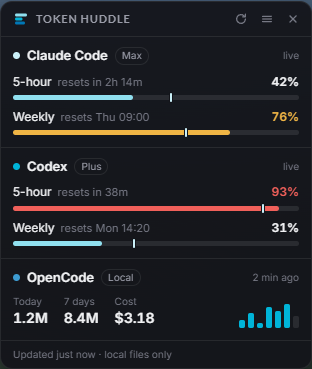 TOKEN HUDDLE
Claude Code Max live
5-hour resets in 2h 14m 42%
Weekly resets Thu 09:00 76%
Codex Plus live
5-hour resets in 38m 93%
Weekly resets Mon 14:20 31%
OpenCode Local 2 min ago
Today 7 days Cost
1.2M 8.4M $3.18
Updated just now · local files only